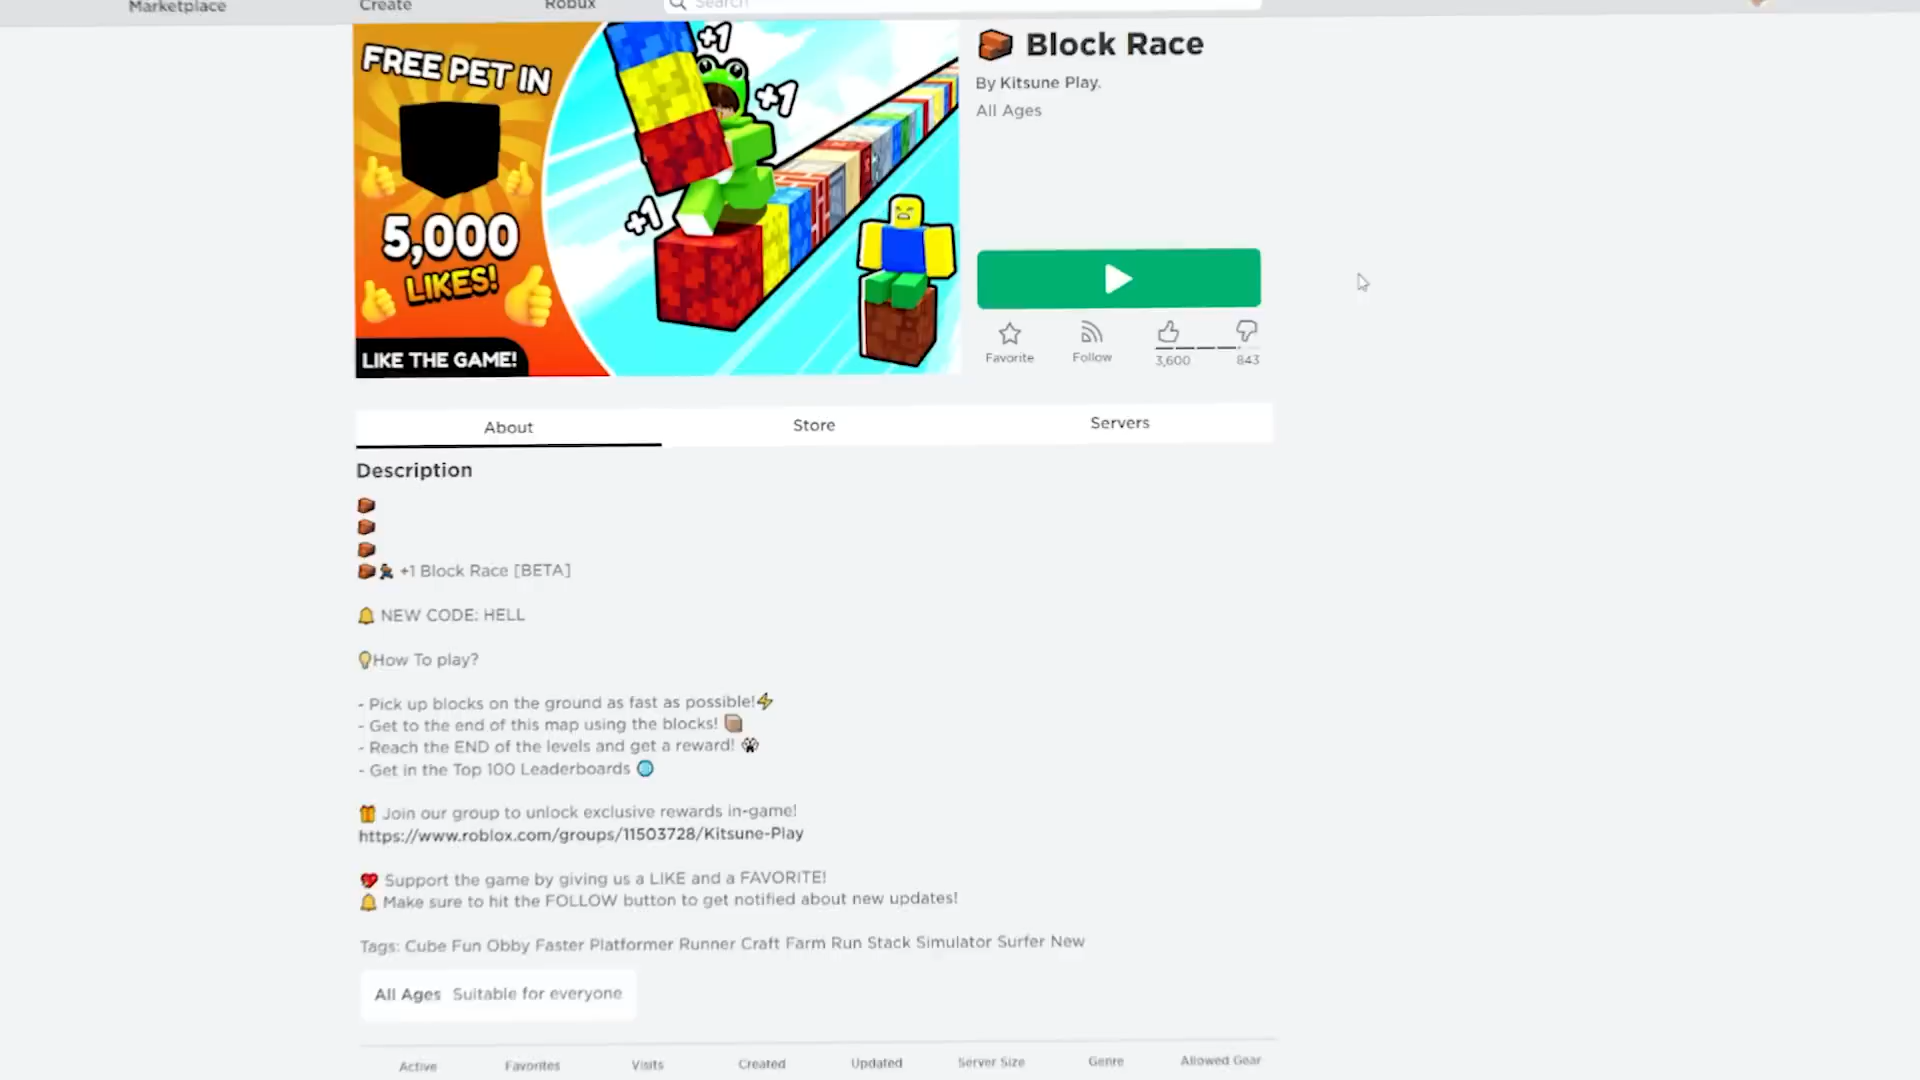 Marketplace
Create
Robux
Search
FREE PET IN
5,000
LIKES!
LIKE THE GAME!
+1
+1
+1
Block Race
By Kitsune Play.
All Ages
Favorite
Follow
3,600
843
About
Store
Servers
Description
+1 Block Race [BETA]
NEW CODE: HELL
How To play?
- Pick up blocks on the ground as fast as possible!
- Get to the end of this map using the blocks!
- Reach the END of the levels and get a reward!
- Get in the Top 100 Leaderboards
Join our group to unlock exclusive rewards in-game!
https://www.roblox.com/groups/11503728/Kitsune-Play
Support the game by giving us a LIKE and a FAVORITE!
Make sure to hit the FOLLOW button to get notified about new updates!
Tags: Cube Fun Obby Faster Platformer Runner Craft Farm Run Stack Simulator Surfer New
All Ages Suitable for everyone
Active
Favorites
Visits
Created
Updated
Server Size
Genre
Allowed Gear